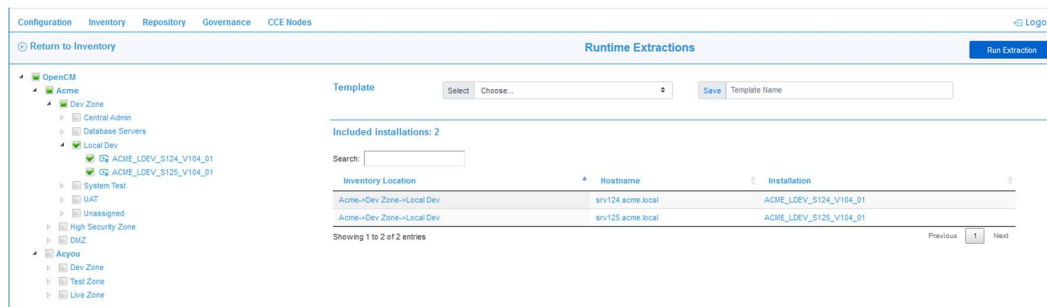 Configuration Inventory Repository Governance CCE Nodes Logo
Return to Inventory Runtime Extractions Run Extraction
OpenCM
Acme
Dev Zone
Central Admin
Database Servers
Local Dev
ACME_LDEV_S124_V104_01
ACME_LDEV_S125_V104_01
System Test
UAT
Unassigned
High Security Zone
DMZ
Acyou
Dev Zone
Test Zone
Live Zone
Template Select Choose... Save Template Name
Included installations: 2
Search:
Inventory Location Hostname Installation
Acme->Dev Zone->Local Dev srv124.acme.local ACME_LDEV_S124_V104_01
Acme->Dev Zone->Local Dev srv125.acme.local ACME_LDEV_S125_V104_01
Showing 1 to 2 of 2 entries Previous 1 Next